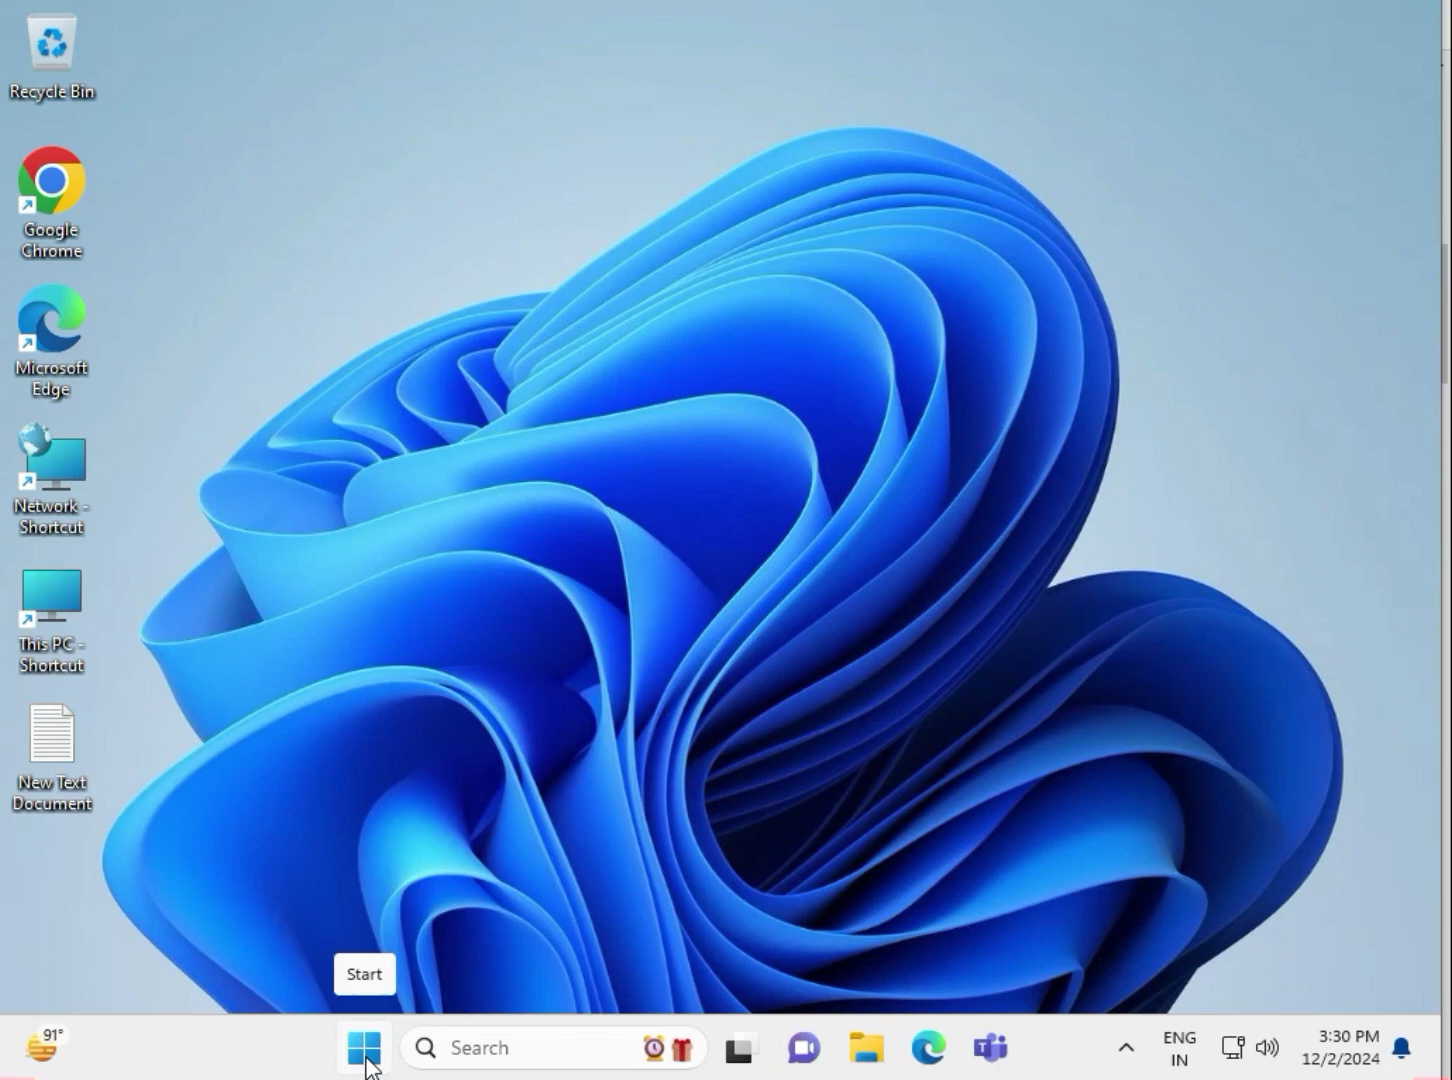 Recycle Bin
Google
Chrome
Microsoft
Edge
Network -
Shortcut
This PC -
Shortcut
New Text
Document
Start
91°
Search
ENG
IN
3:30 PM
12/2/2024